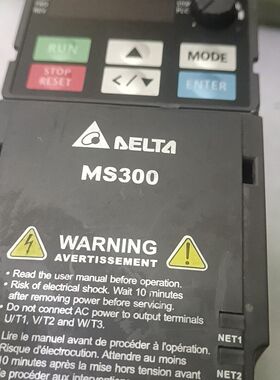 RUN
MODE
STOP
RESET
ENTER
DELTA
MS300
WARNING
AVERTISSEMENT
• Read the user manual before operation.
• Risk of electrical shock. Wait 10 minutes
after removing power before servicing.
• Do not connect AC power to output terminals
U/T1, V/T2 and W/T3.
Lire le manuel avant de procéder à l'opération.
Risque d'électrocution. Attendre au moins
10 minutes après la mise hors tension avant
de procéder aux
NET1
NET2